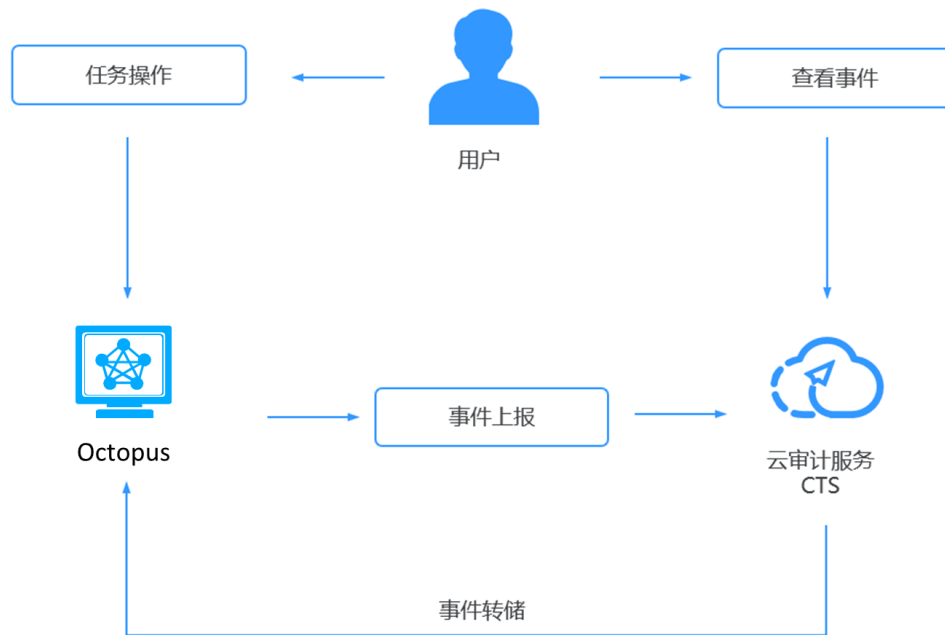 任务操作
查看事件
用户
事件上报
Octopus
云审计服务
CTS
事件转储